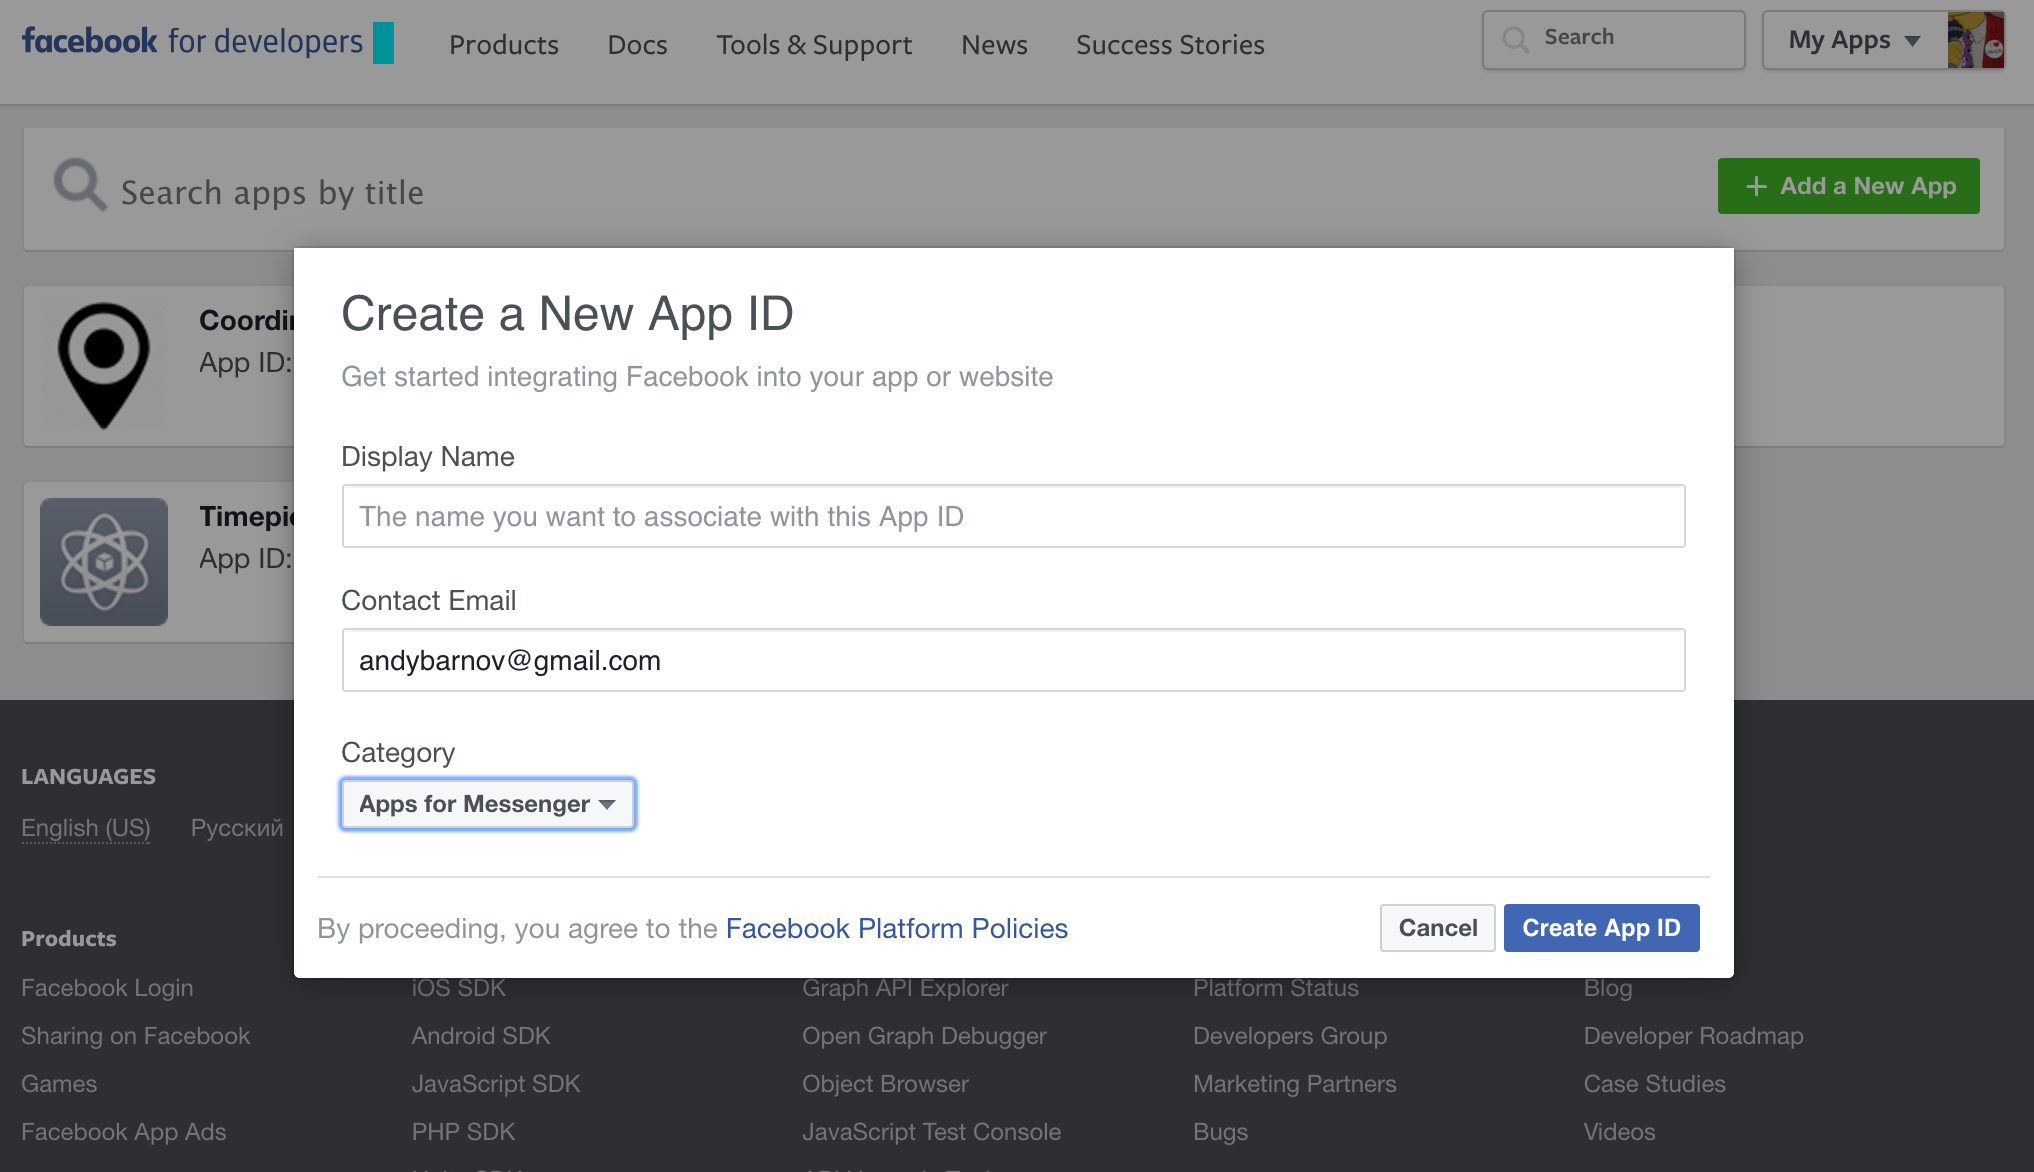 facebook for developers
Products
Docs
Tools & Support
News
Success Stories
Search
My Apps
Search apps by title
+ Add a New App
App ID:
App ID:
Create a New App ID
Get started integrating Facebook into your app or website
Display Name
The name you want to associate with this App ID
Contact Email
andybarnov@gmail.com
Category
Apps for Messenger
By proceeding, you agree to the Facebook Platform Policies
Cancel
Create App ID
LANGUAGES
English (US)
Русский
Products
Facebook Login
iOS SDK
Graph API Explorer
Platform Status
Blog
Sharing on Facebook
Android SDK
Open Graph Debugger
Developers Group
Developer Roadmap
Games
JavaScript SDK
Object Browser
Marketing Partners
Case Studies
Facebook App Ads
PHP SDK
JavaScript Test Console
Bugs
Videos